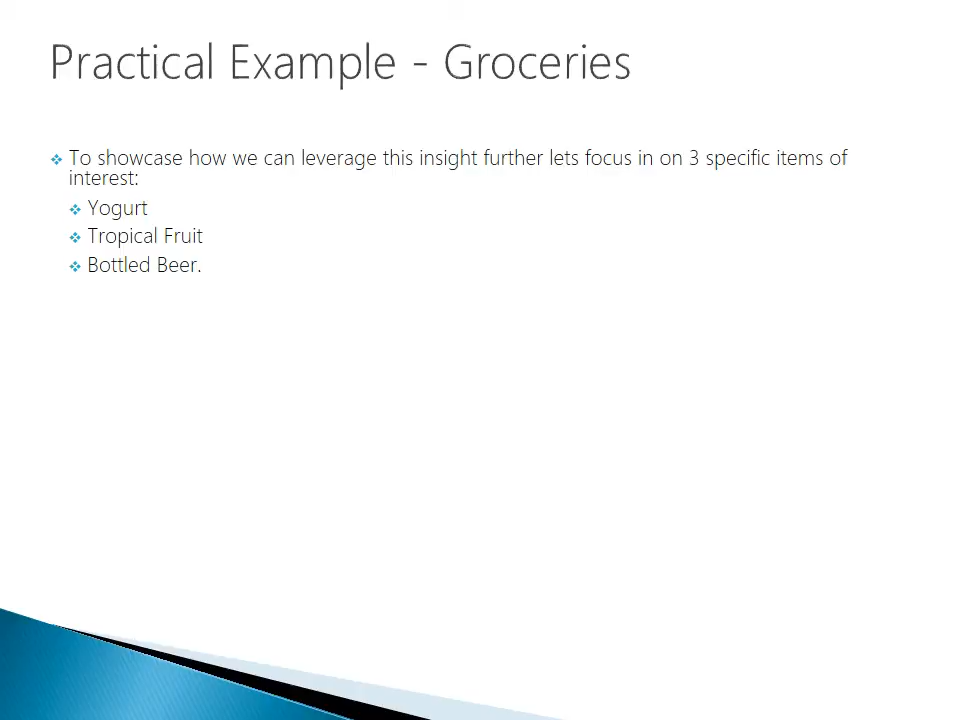 Practical Example - Groceries
To showcase how we can leverage this insight further lets focus in on 3 specific items of
interest:
Yogurt
Tropical Fruit
Bottled Beer.